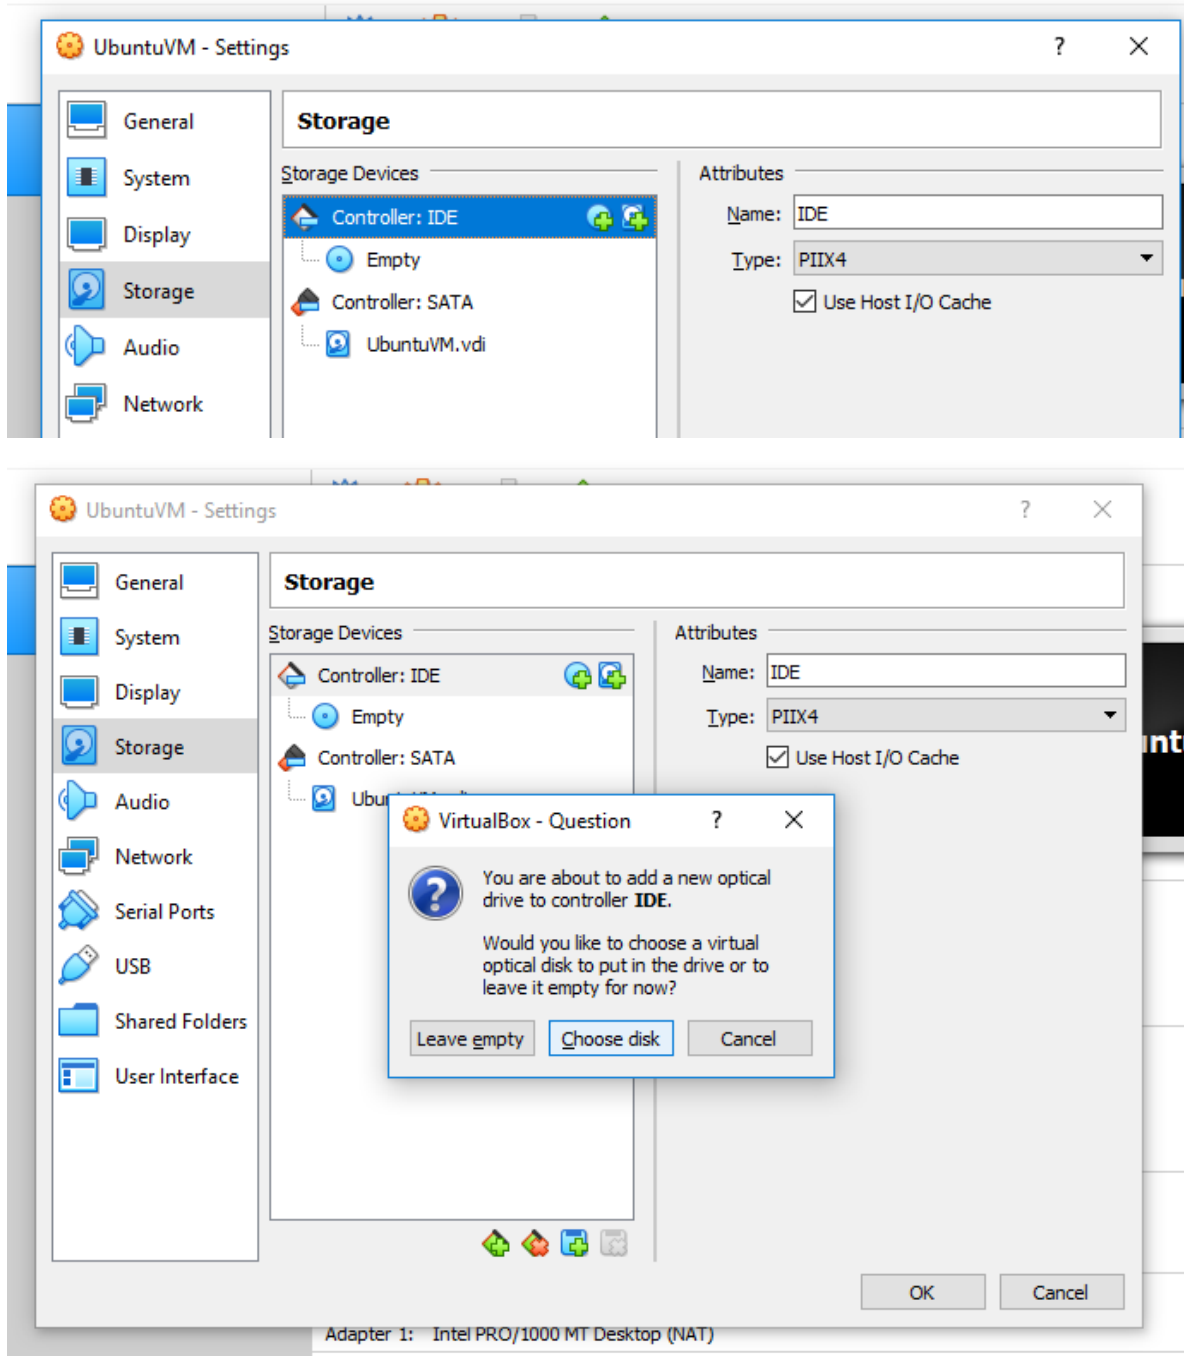 UbuntuVM - Settings
?
General
System
Display
Storage
Audio
Network
Storage
Storage Devices
Controller: IDE
Empty
Controller: SATA
UbuntuVM.vdi
Attributes
Name: IDE
Type: PIIX4
Use Host I/O Cache
UbuntuVM - Settings
?
General
System
Display
Storage
Audio
Network
Serial Ports
USB
Shared Folders
User Interface
Storage
Storage Devices
Controller: IDE
Empty
Controller: SATA
Attributes
Name: IDE
Type: PIIX4
Use Host I/O Cache
VirtualBox - Question
?
You are about to add a new optical
drive to controller IDE.
Would you like to choose a virtual
optical disk to put in the drive or to
leave it empty for now?
Leave empty
Choose disk
Cancel
OK
Cancel
Adapter 1: Intel PRO/1000 MT Desktop (NAT)